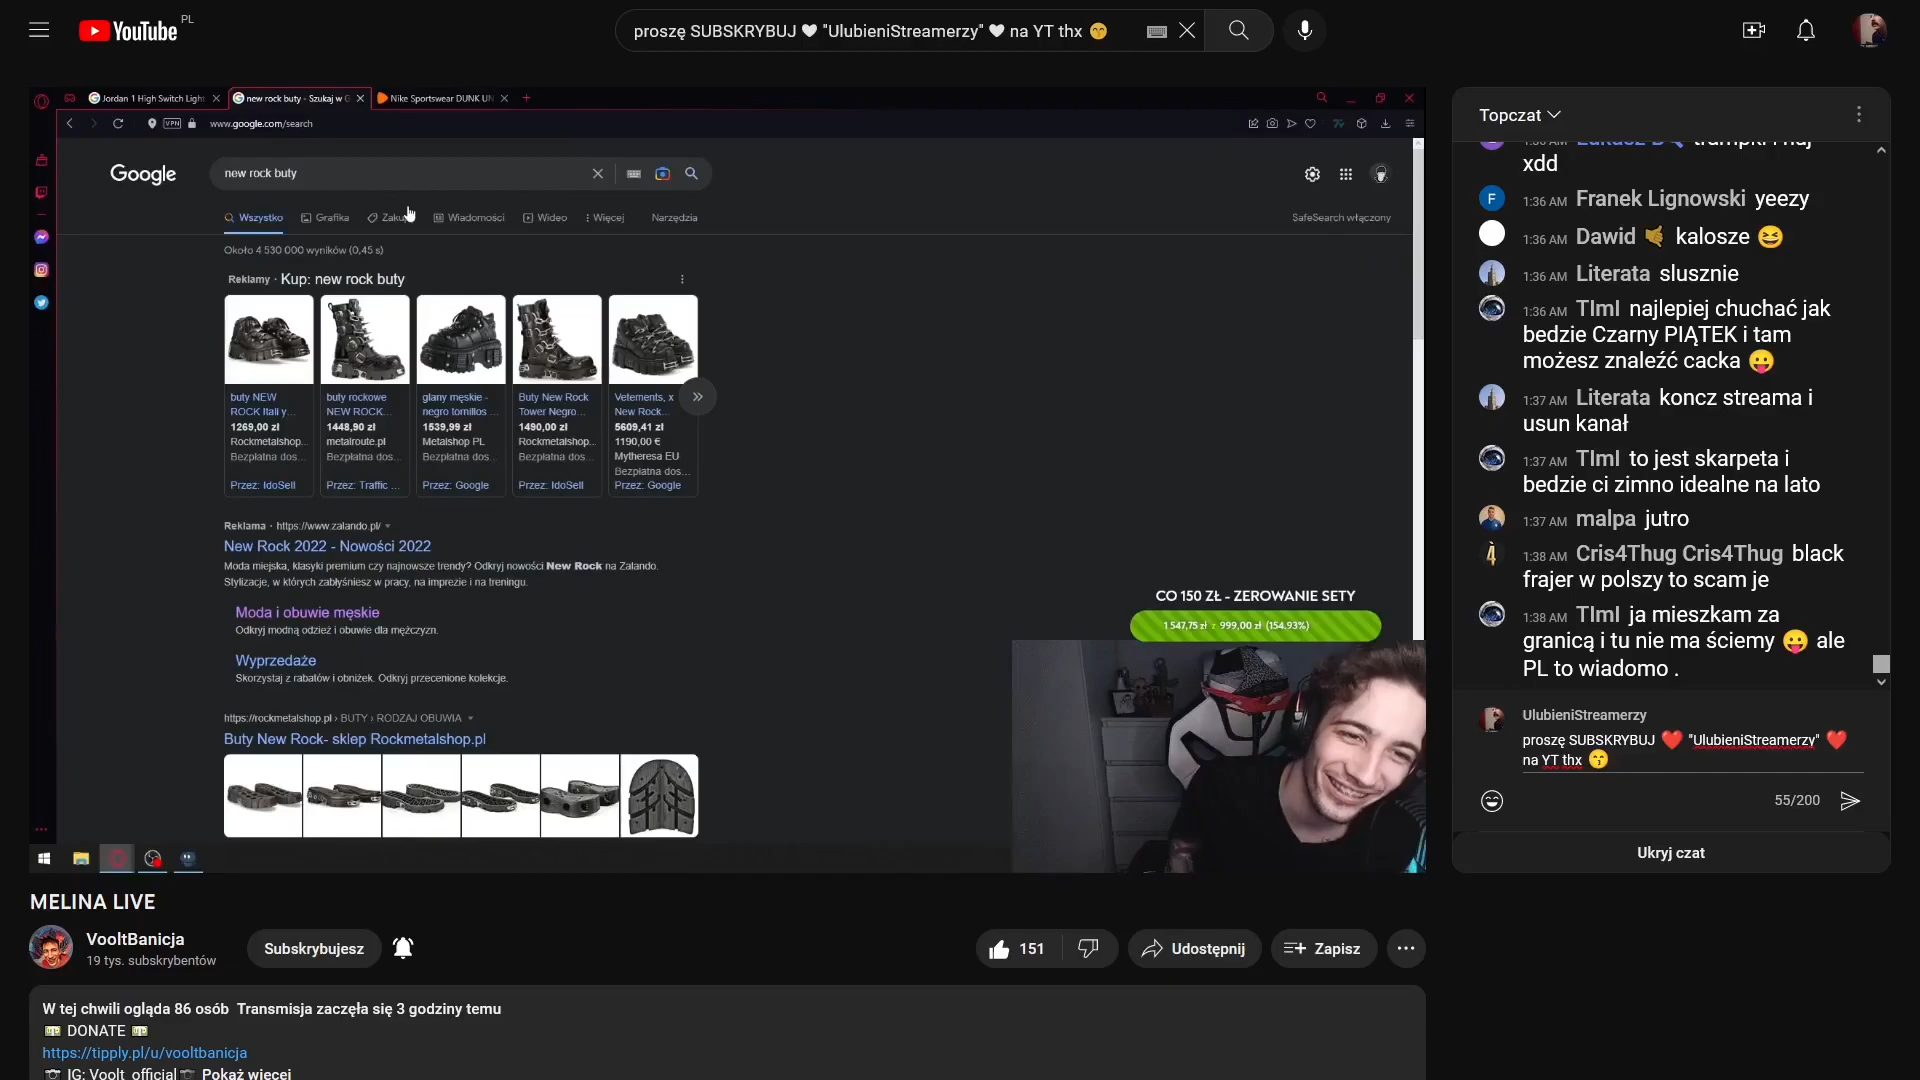 YouTube PL
proszę SUBSKRYBUJ 🤍 "UlubieniStreamerzy" 🤍 na YT thx 😙
Jordan 1 High Switch Light
new rock buty - Szukaj w G
Nike Sportswear DUNK UN
VPN
www.google.com/search
Google
new rock buty
Wszystko
Grafika
Wiadomości
Wideo
Więcej
Narzędzia
SafeSearch włączony
Około 4 530 000 wyników (0,45 s)
Reklamy · Kup: new rock buty
buty NEW
ROCK Itali y...
1269,00 zł
Rockmetalshop...
Bezpłatna dos...
Przez: IdoSell
buty rockowe
NEW ROCK...
1448,90 zł
metalroute.pl
Bezpłatna dos...
Przez: Traffic ...
glany męskie -
negro tornillos ...
1539,99 zł
Metalshop PL
Bezpłatna dos...
Przez: Google
Buty New Rock
Tower Negro...
1490,00 zł
Rockmetalshop...
Bezpłatna dos...
Przez: IdoSell
Vetements, x
New Rock...
5609,41 zł
1190,00 €
Mytheresa EU
Bezpłatna dos...
Przez: Google
Reklama · https://www.zalando.pl/
New Rock 2022 - Nowości 2022
Moda miejska, klasyki premium czy najnowsze trendy? Odkryj nowości New Rock na Zalando.
Stylizacje, w których zabłyśniesz w pracy, na imprezie i na treningu.
Moda i obuwie męskie
Odkryj modną odzież i obuwie dla mężczyzn.
Wyprzedaże
Skorzystaj z rabatów i obniżek. Odkryj przecenione kolekcje.
https://rockmetalshop.pl › BUTY › RODZAJ OBUWIA
Buty New Rock- sklep Rockmetalshop.pl
CO 150 ZŁ - ZEROWANIE SETY
1 547,75 zł z 999,00 zł (154.93%)
MELINA LIVE
VooltBanicja
19 tys. subskrybentów
Subskrybujesz
151
Udostępnij
Zapisz
W tej chwili ogląda 86 osób Transmisja zaczęła się 3 godziny temu
DONATE
https://tipply.pl/u/vooltbanicja
IG: Voolt_official Pokaż więcej
Topczat
xdd
1:36 AM Franek Lignowski yeezy
1:36 AM Dawid 🤙 kalosze 😆
1:36 AM Literata slusznie
1:36 AM TImI najlepiej chuchać jak
bedzie Czarny PIĄTEK i tam
możesz znaleźć cacka 😛
1:37 AM Literata koncz streama i
usun kanał
1:37 AM TImI to jest skarpeta i
bedzie ci zimno idealne na lato
1:37 AM malpa jutro
1:38 AM Cris4Thug Cris4Thug black
frajer w polszy to scam je
1:38 AM TImI ja mieszkam za
granicą i tu nie ma ściemy 😛 ale
PL to wiadomo .
UlubieniStreamerzy
proszę SUBSKRYBUJ ❤️ "UlubieniStreamerzy" ❤️
na YT thx 😙
55/200
Ukryj czat